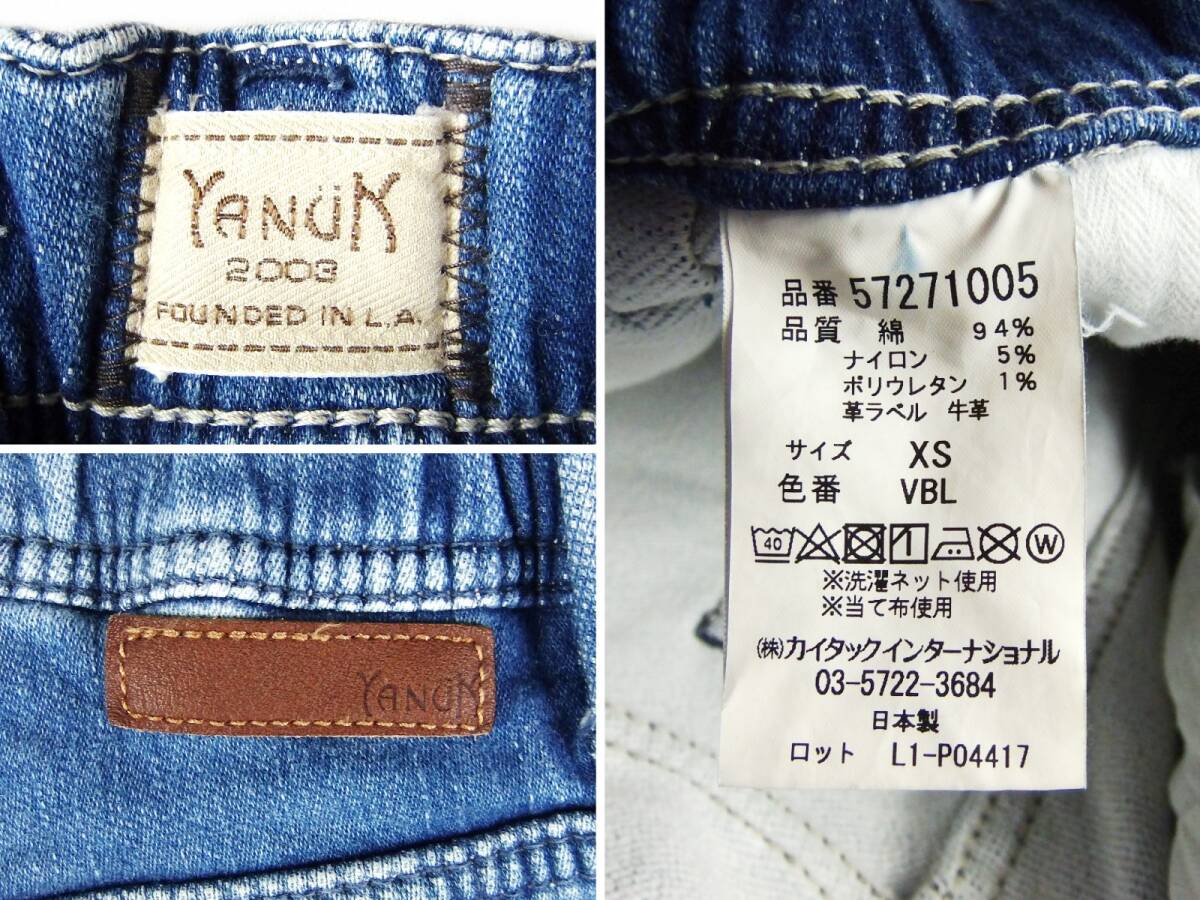 YANÜK
2003
FOUNDED IN L.A.
YANÜK
品番 57271005
品質 綿 94%
ナイロン 5%
ポリウレタン 1%
革ラベル 牛革
サイズ XS
色番 VBL
40 1 W
※洗濯ネット使用
※当て布使用
㈱カイタックインターナショナル
03-5722-3684
日本製
ロット L1-P04417